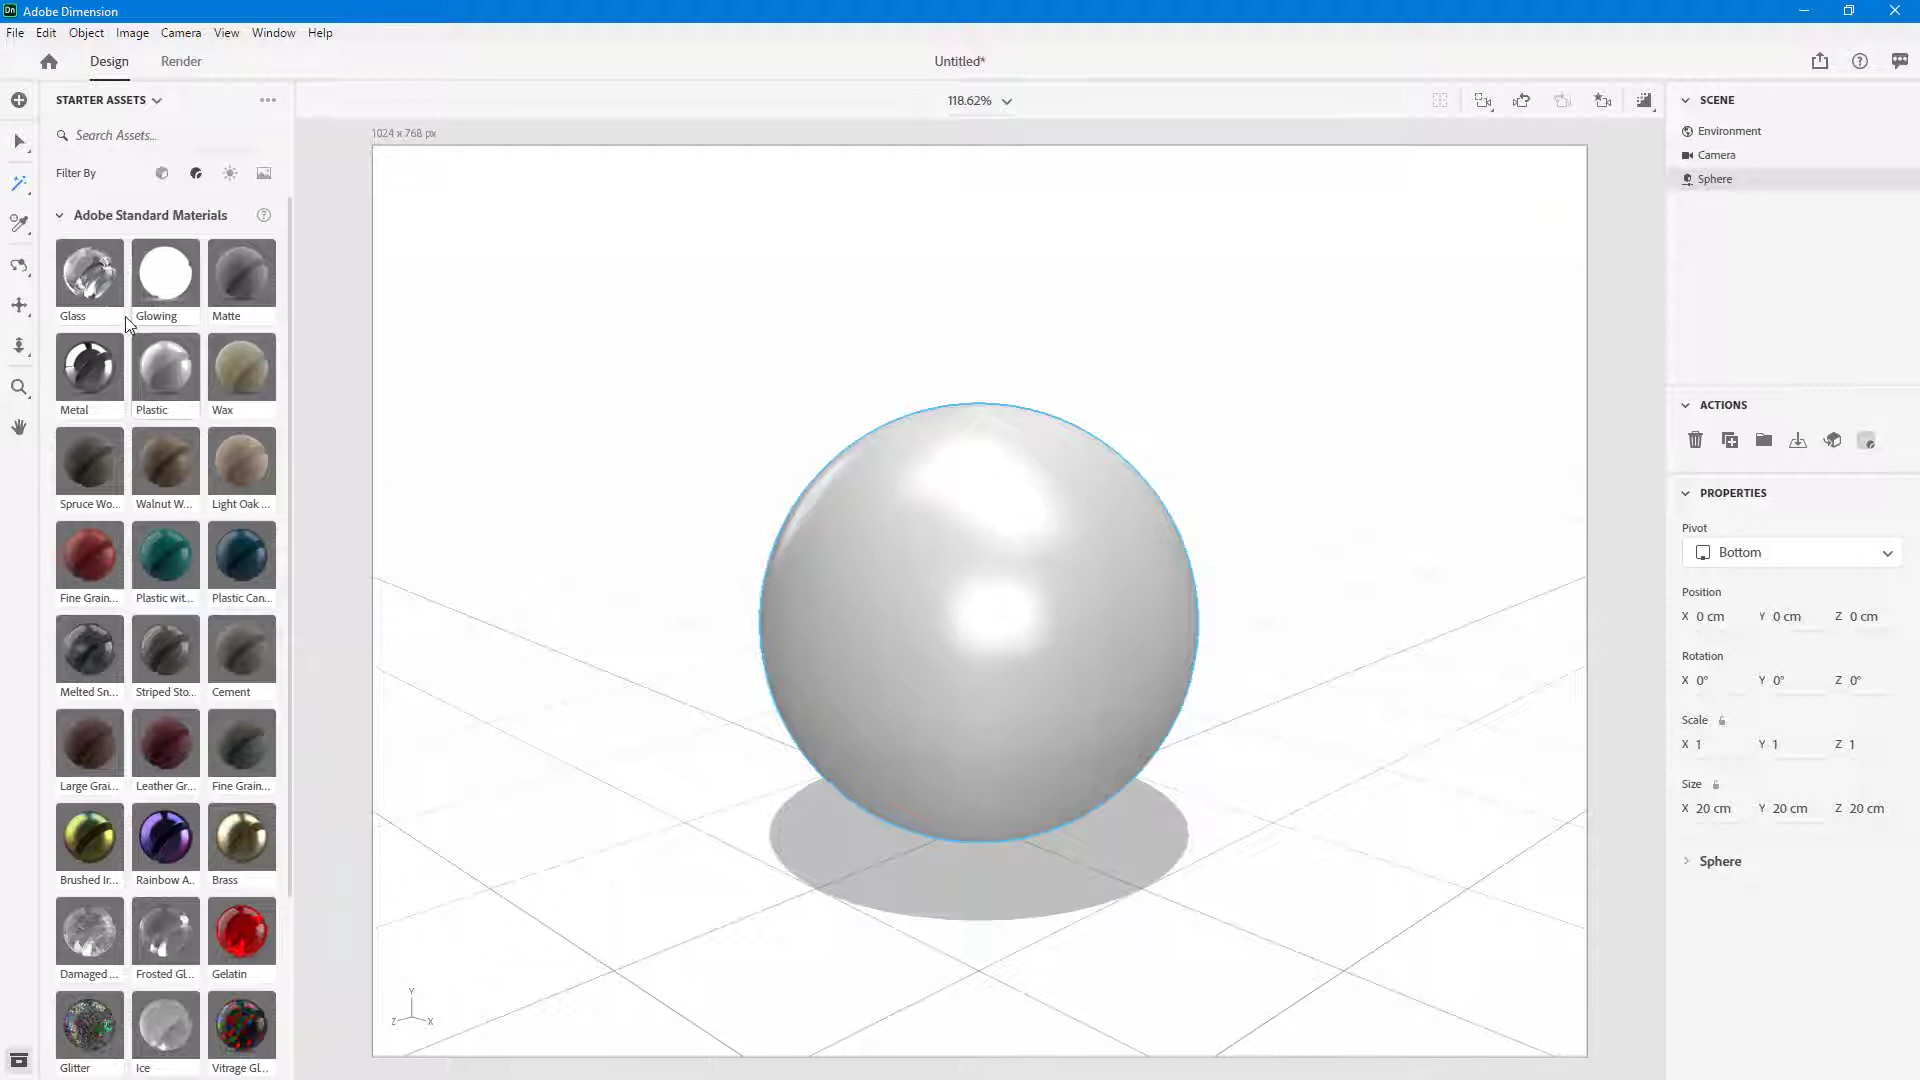 Dn Adobe Dimension
File Edit Object Image Camera View Window Help
Design Render Untitled*
STARTER ASSETS
Search Assets...
Filter By
Adobe Standard Materials
Glass Glowing Matte
Metal Plastic Wax
Spruce Wo... Walnut W... Light Oak ...
Fine Grain... Plastic wit... Plastic Can...
Melted Sn... Striped Sto... Cement
Large Grai... Leather Gr... Fine Grain...
Brushed Ir... Rainbow A... Brass
Damaged ... Frosted Gl... Gelatin
Glitter Ice Vitrage Gl...
118.62%
1024 x 768 px
Y
Z X
SCENE
Environment
Camera
Sphere
ACTIONS
PROPERTIES
Pivot
Bottom
Position
X 0 cm Y 0 cm Z 0 cm
Rotation
X 0° Y 0° Z 0°
Scale
X 1 Y 1 Z 1
Size
X 20 cm Y 20 cm Z 20 cm
Sphere